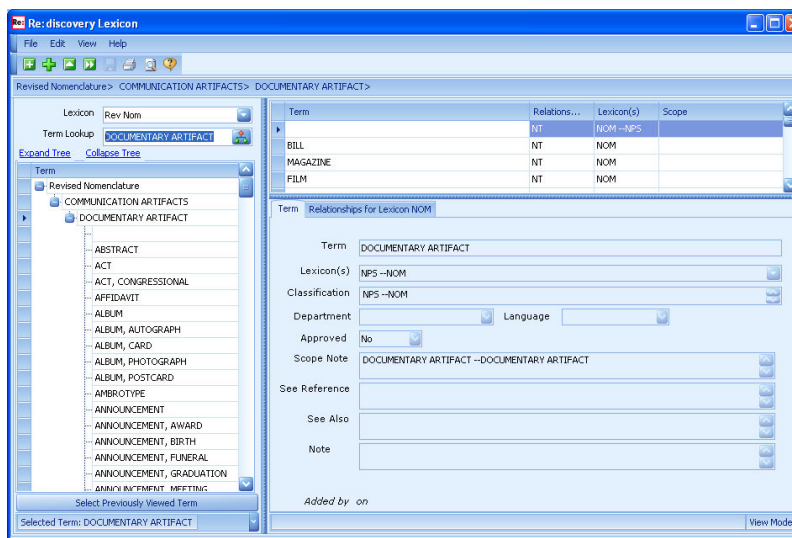 Re: Re:discovery Lexicon
File Edit View Help
Revised Nomenclature> COMMUNICATION ARTIFACTS> DOCUMENTARY ARTIFACT>
Lexicon Rev Nom
Term Lookup DOCUMENTARY ARTIFACT
Expand Tree Collapse Tree
Term
Revised Nomenclature
COMMUNICATION ARTIFACTS
DOCUMENTARY ARTIFACT
ABSTRACT
ACT
ACT, CONGRESSIONAL
AFFIDAVIT
ALBUM
ALBUM, AUTOGRAPH
ALBUM, CARD
ALBUM, PHOTOGRAPH
ALBUM, POSTCARD
AMBROTYPE
ANNOUNCEMENT
ANNOUNCEMENT, AWARD
ANNOUNCEMENT, BIRTH
ANNOUNCEMENT, FUNERAL
ANNOUNCEMENT, GRADUATION
ANNOUNCEMENT, MEETING
Select Previously Viewed Term
Selected Term: DOCUMENTARY ARTIFACT
Term Relations... Lexicon(s) Scope
NT NOM --NPS
BILL NT NOM
MAGAZINE NT NOM
FILM NT NOM
Term Relationships for Lexicon NOM
Term DOCUMENTARY ARTIFACT
Lexicon(s) NPS --NOM
Classification NPS --NOM
Department Language
Approved No
Scope Note DOCUMENTARY ARTIFACT --DOCUMENTARY ARTIFACT
See Reference
See Also
Note
Added by on
View Mode